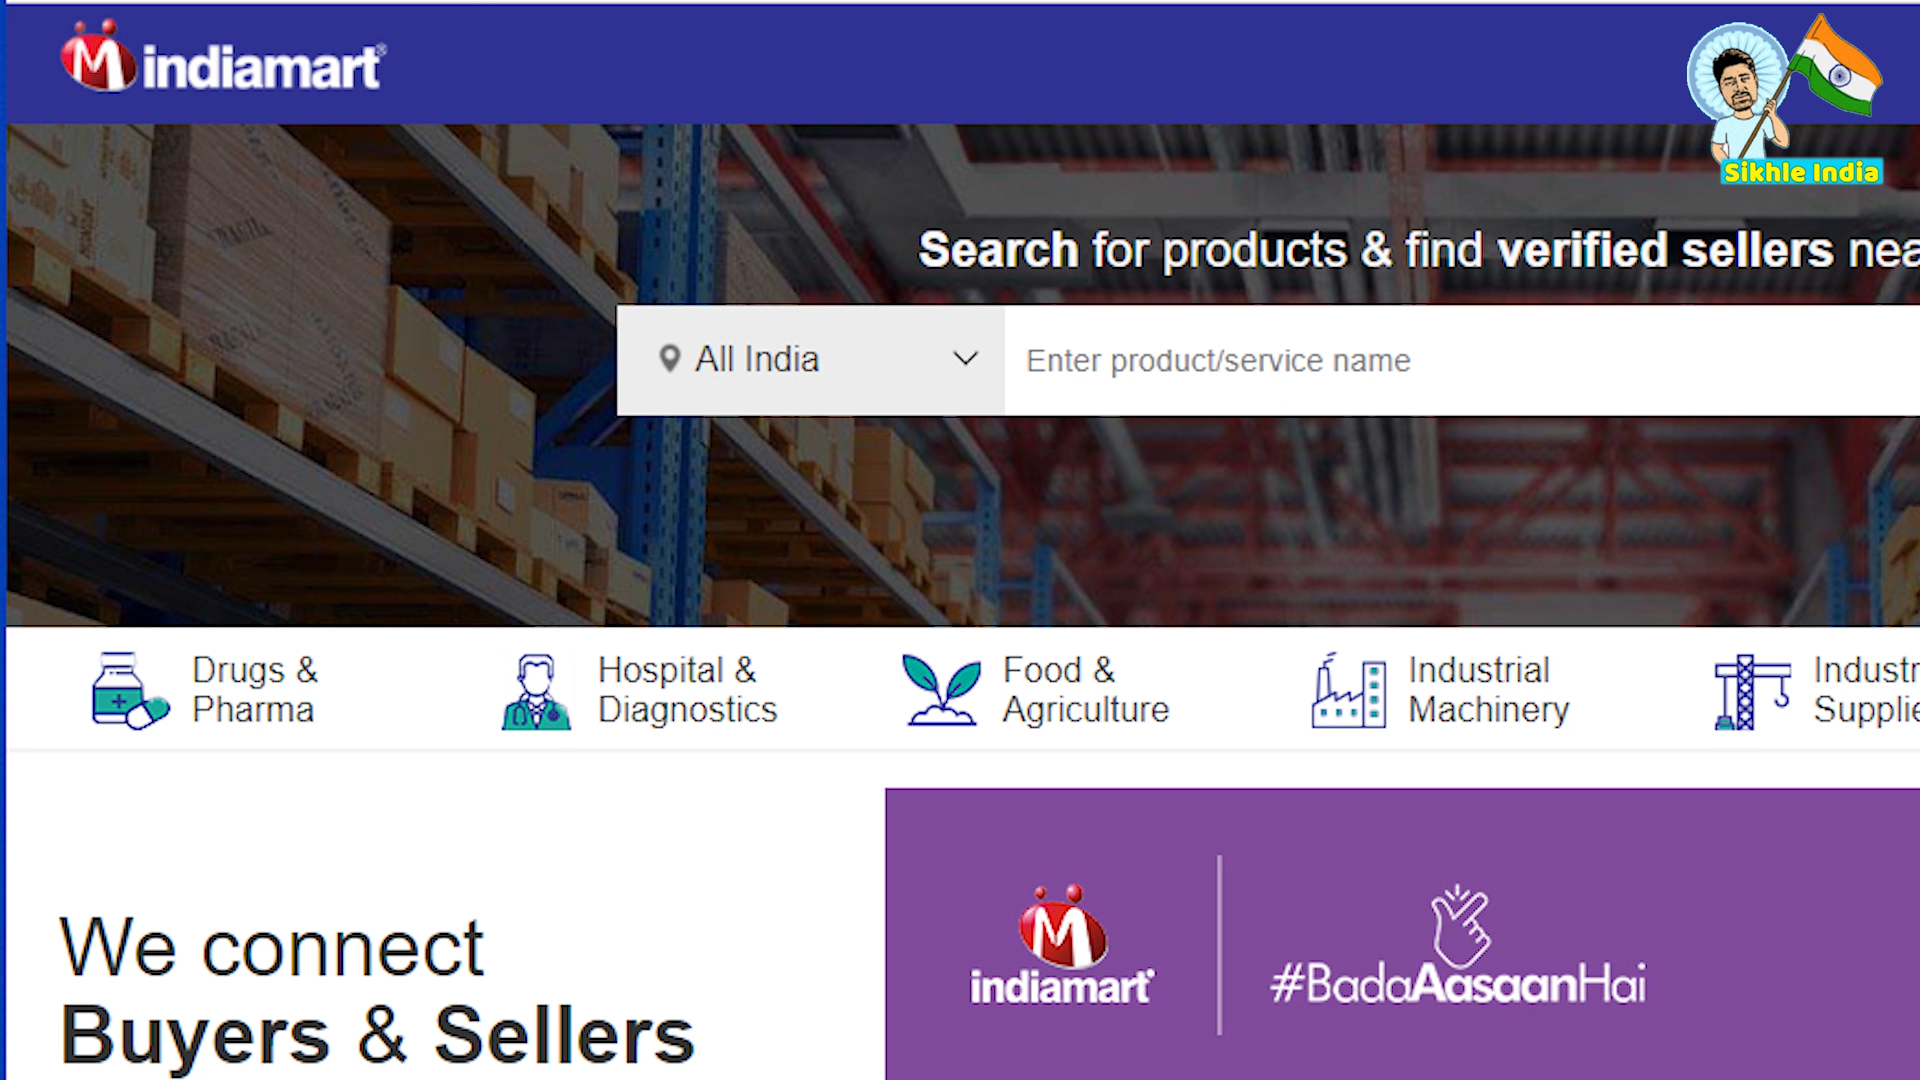 indiamart
Sikhle India
Search for products & find verified sellers nea
All India
Enter product/service name
FRAGILE
Drugs &
Pharma
Hospital &
Diagnostics
Food &
Agriculture
Industrial
Machinery
Industr
Supplie
We connect
Buyers & Sellers
M
indiamart
#BadaAasaanHai